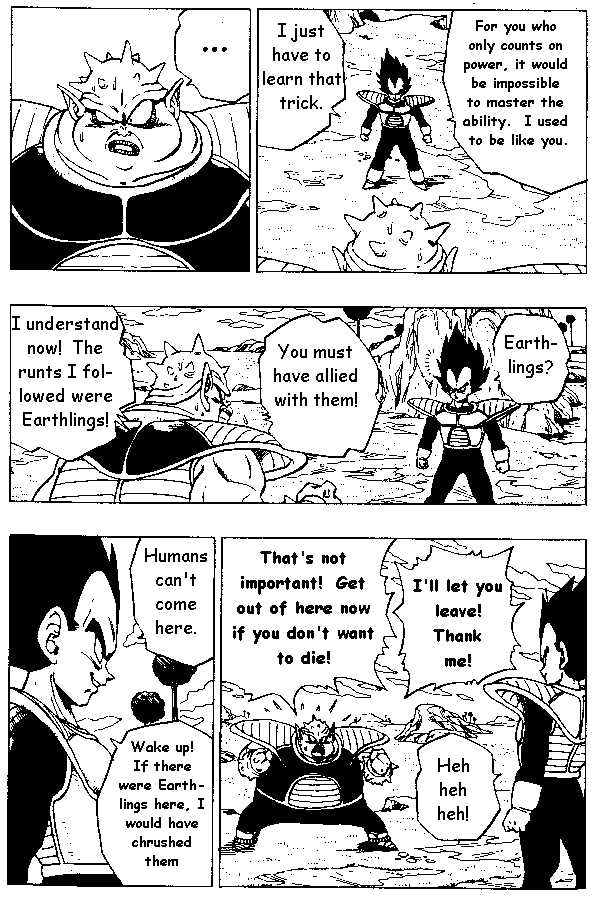 ...
I just
have to
learn that
trick.
For you who
only counts on
power, it would
be impossible
to master the
ability. I used
to be like you.
I understand
now! The
runts I fol-
lowed were
Earthlings!
You must
have allied
with them!
Earth-
lings?
Humans
can't
come
here.
Wake up!
If there
were Earth-
lings here, I
would have
chrushed
them
That's not
important! Get
out of here now
if you don't want
to die!
I'll let you
leave!
Thank
me!
Heh
heh
heh!